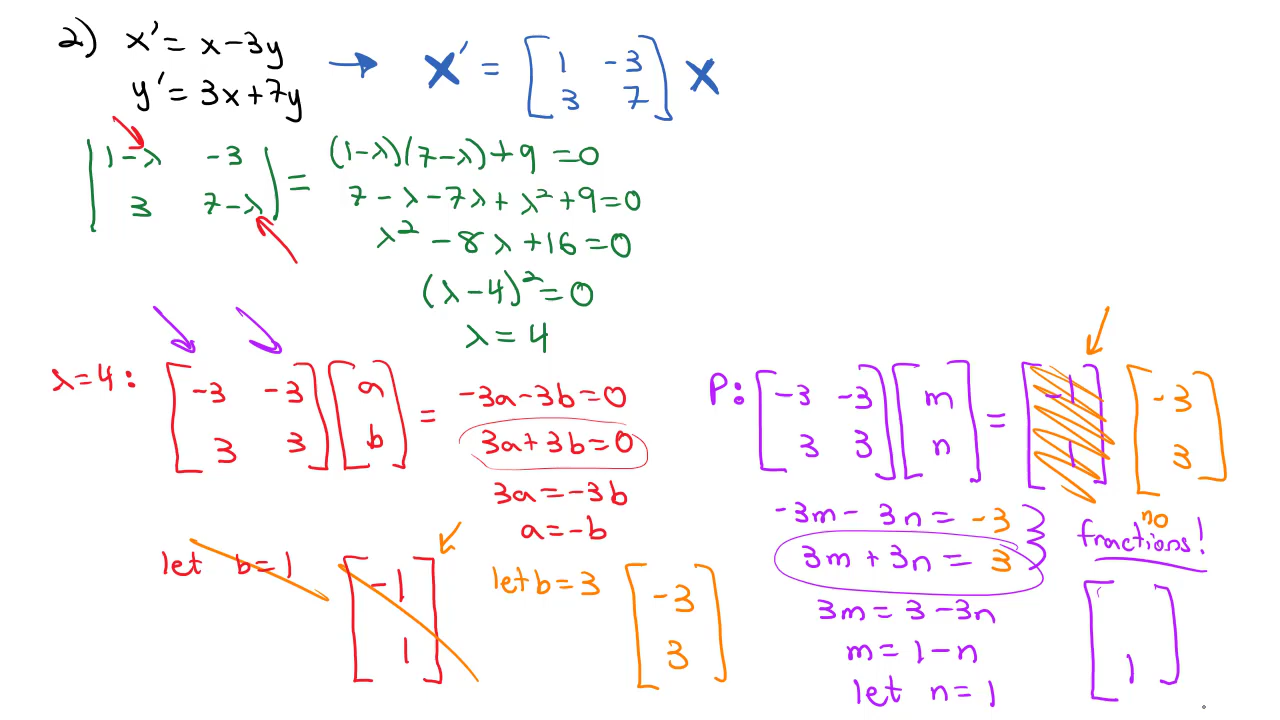 2) x' = x - 3y
y' = 3x + 7y
→ X' = [1 -3; 3 7] X
|1-λ -3; 3 7-λ| =
(1-λ)(7-λ) + 9 = 0
7 - λ - 7λ + λ² + 9 = 0
λ² - 8λ + 16 = 0
(λ-4)² = 0
λ = 4
λ=4: [-3 -3; 3 3] [a; b] =
-3a - 3b = 0
3a + 3b = 0
3a = -3b
a = -b
let b = 1 [-1; 1]
let b = 3 [-3; 3]
P: [-3 -3; 3 3] [m; n] = [-1; 1] [-3; 3]
-3m - 3n = -3
3m + 3n = 3
3m = 3 - 3n
m = 1 - n
let n = 1
no
fractions!
[ ; 1]